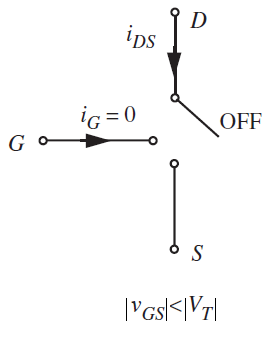 D
i_DS
i_G = 0
OFF
G
S
|v_GS|<|V_T|